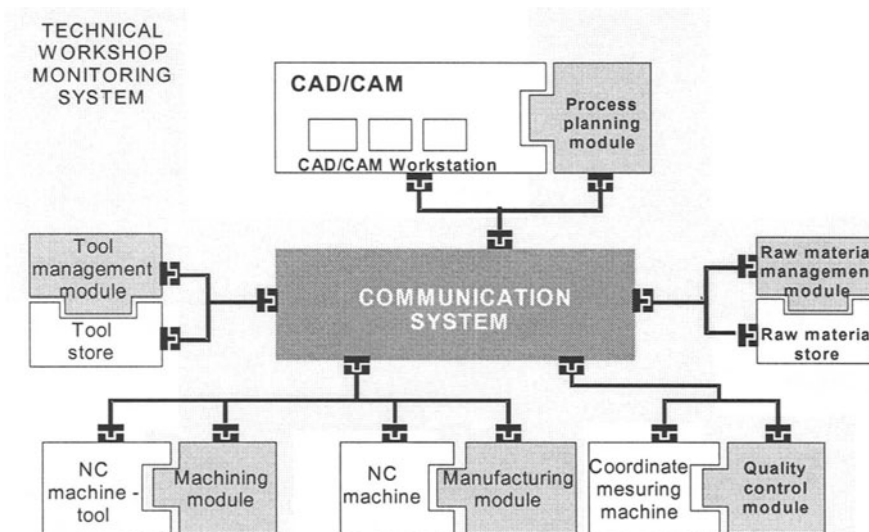 TECHNICAL
WORKSHOP
MONITORING
SYSTEM
CAD/CAM
CAD/CAM Workstation
Process
planning
module
Tool
management
module
Tool
store
COMMUNICATION
SYSTEM
Raw materia
management
module
Raw materia
store
NC
machine -
tool
Machining
module
NC
machine
Manufacturing
module
Coordinate
mesuring
machine
Quality
control
module